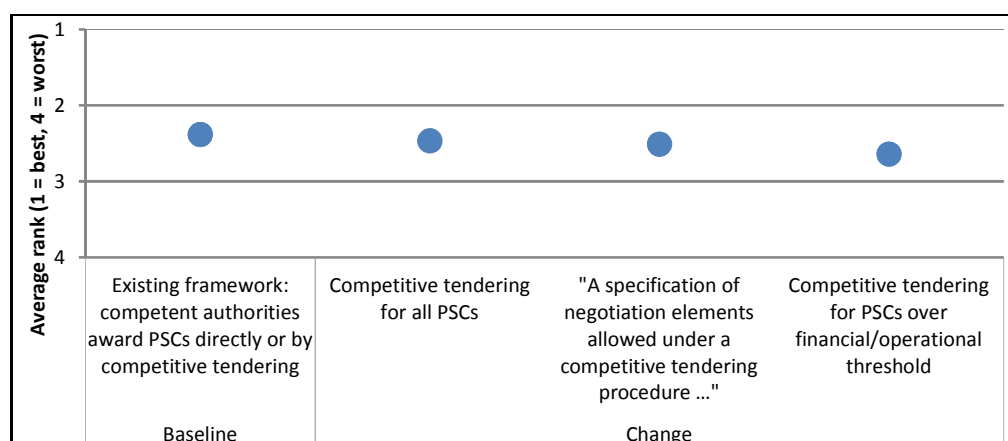 Average rank (1 = best, 4 = worst)
1
2
3
4
Existing framework:
competent authorities
award PSCs directly or by
competitive tendering
Competitive tendering
for all PSCs
"A specification of
negotiation elements
allowed under a
competitive tendering
procedure …"
Competitive tendering
for PSCs over
financial/operational
threshold
Baseline
Change